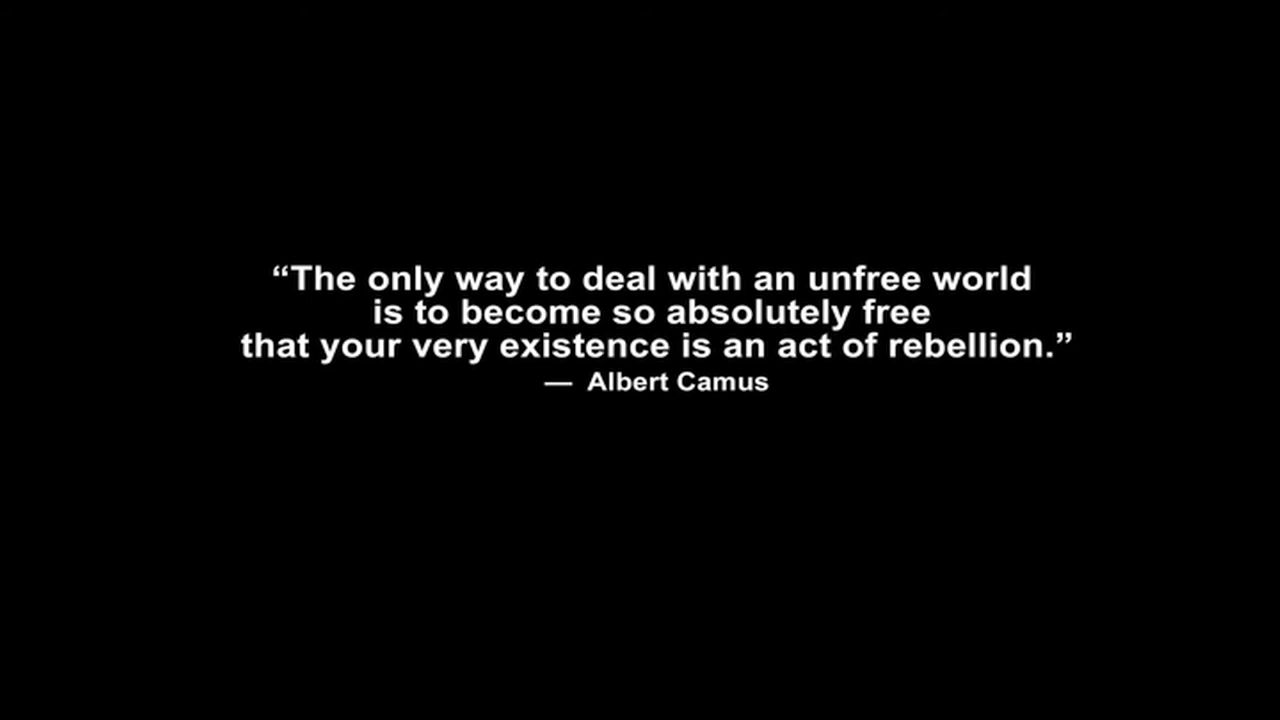 “The only way to deal with an unfree world
is to become so absolutely free
that your very existence is an act of rebellion.”
— Albert Camus